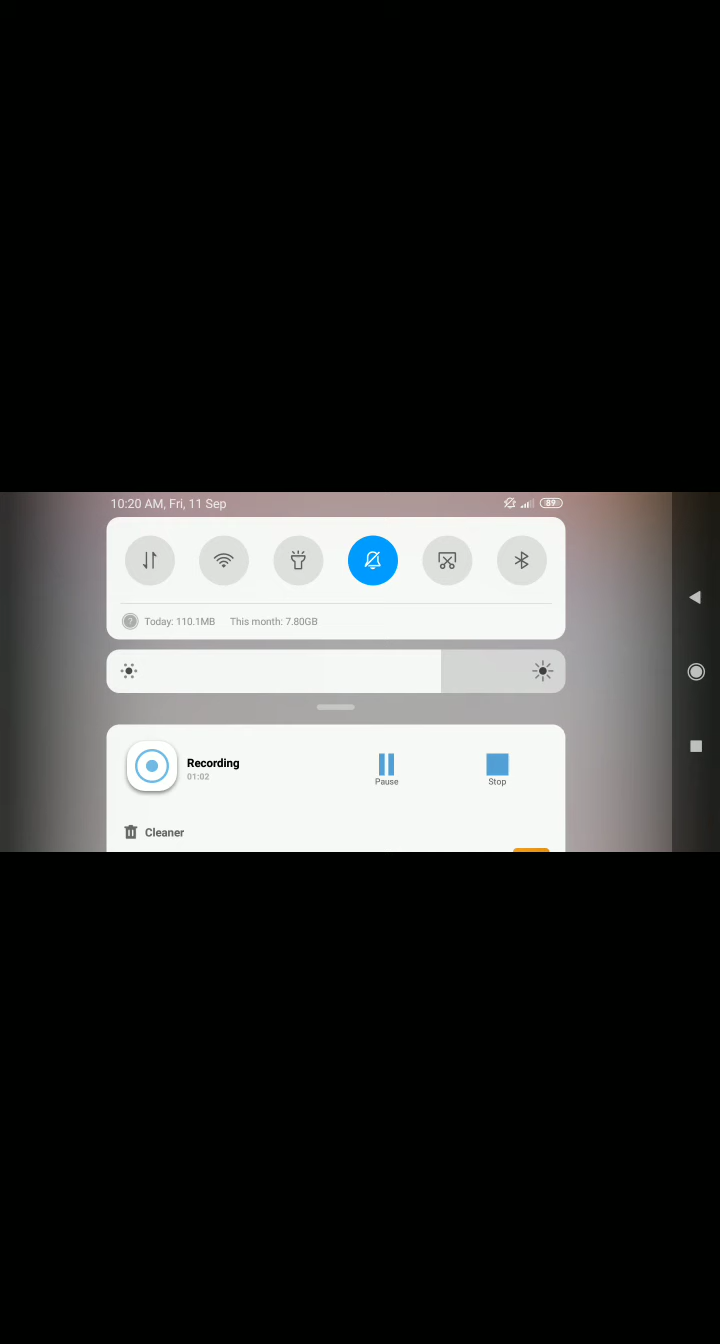 10:20 AM, Fri, 11 Sep
89
Today: 110.1MB This month: 7.80GB
Recording
01:02
Pause
Stop
Cleaner